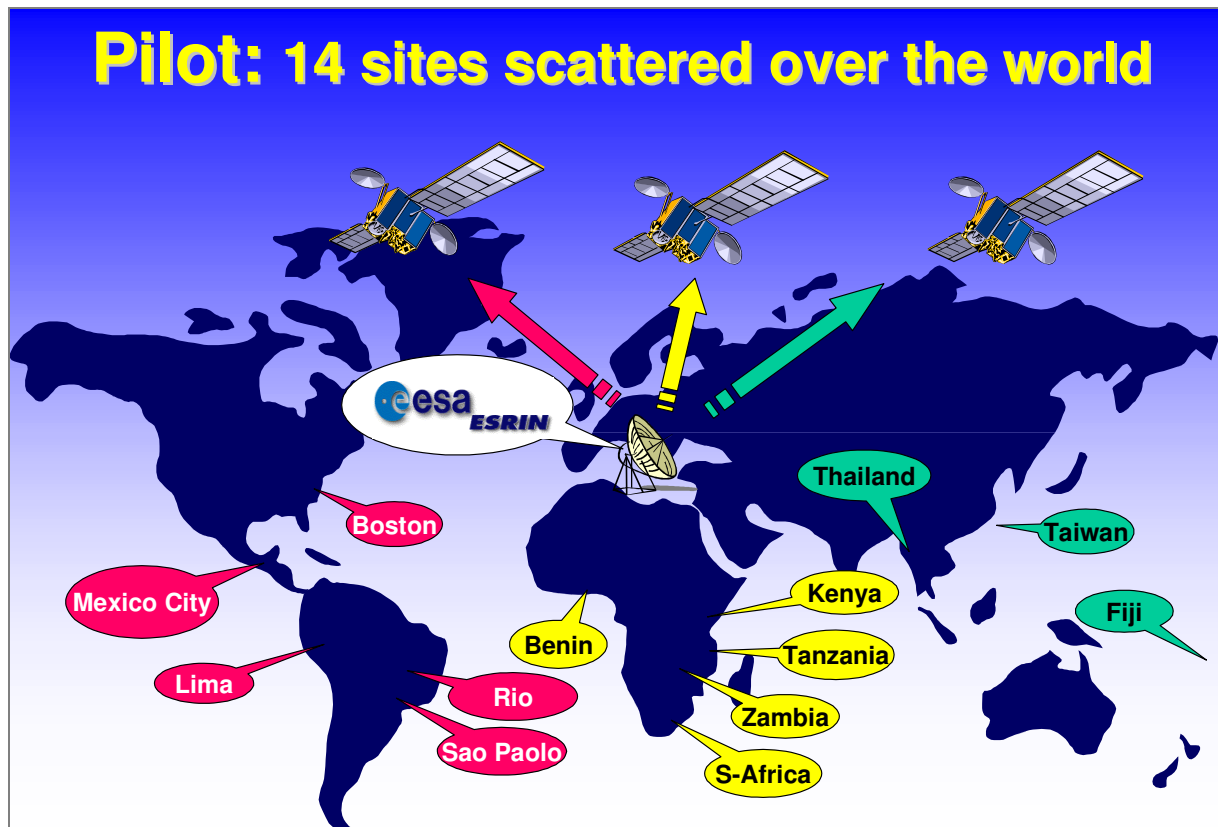 Pilot: 14 sites scattered over the world
esa
ESRIN
Thailand
Boston
Taiwan
Mexico City
Kenya
Fiji
Benin
Tanzania
Lima
Rio
Zambia
Sao Paolo
S-Africa